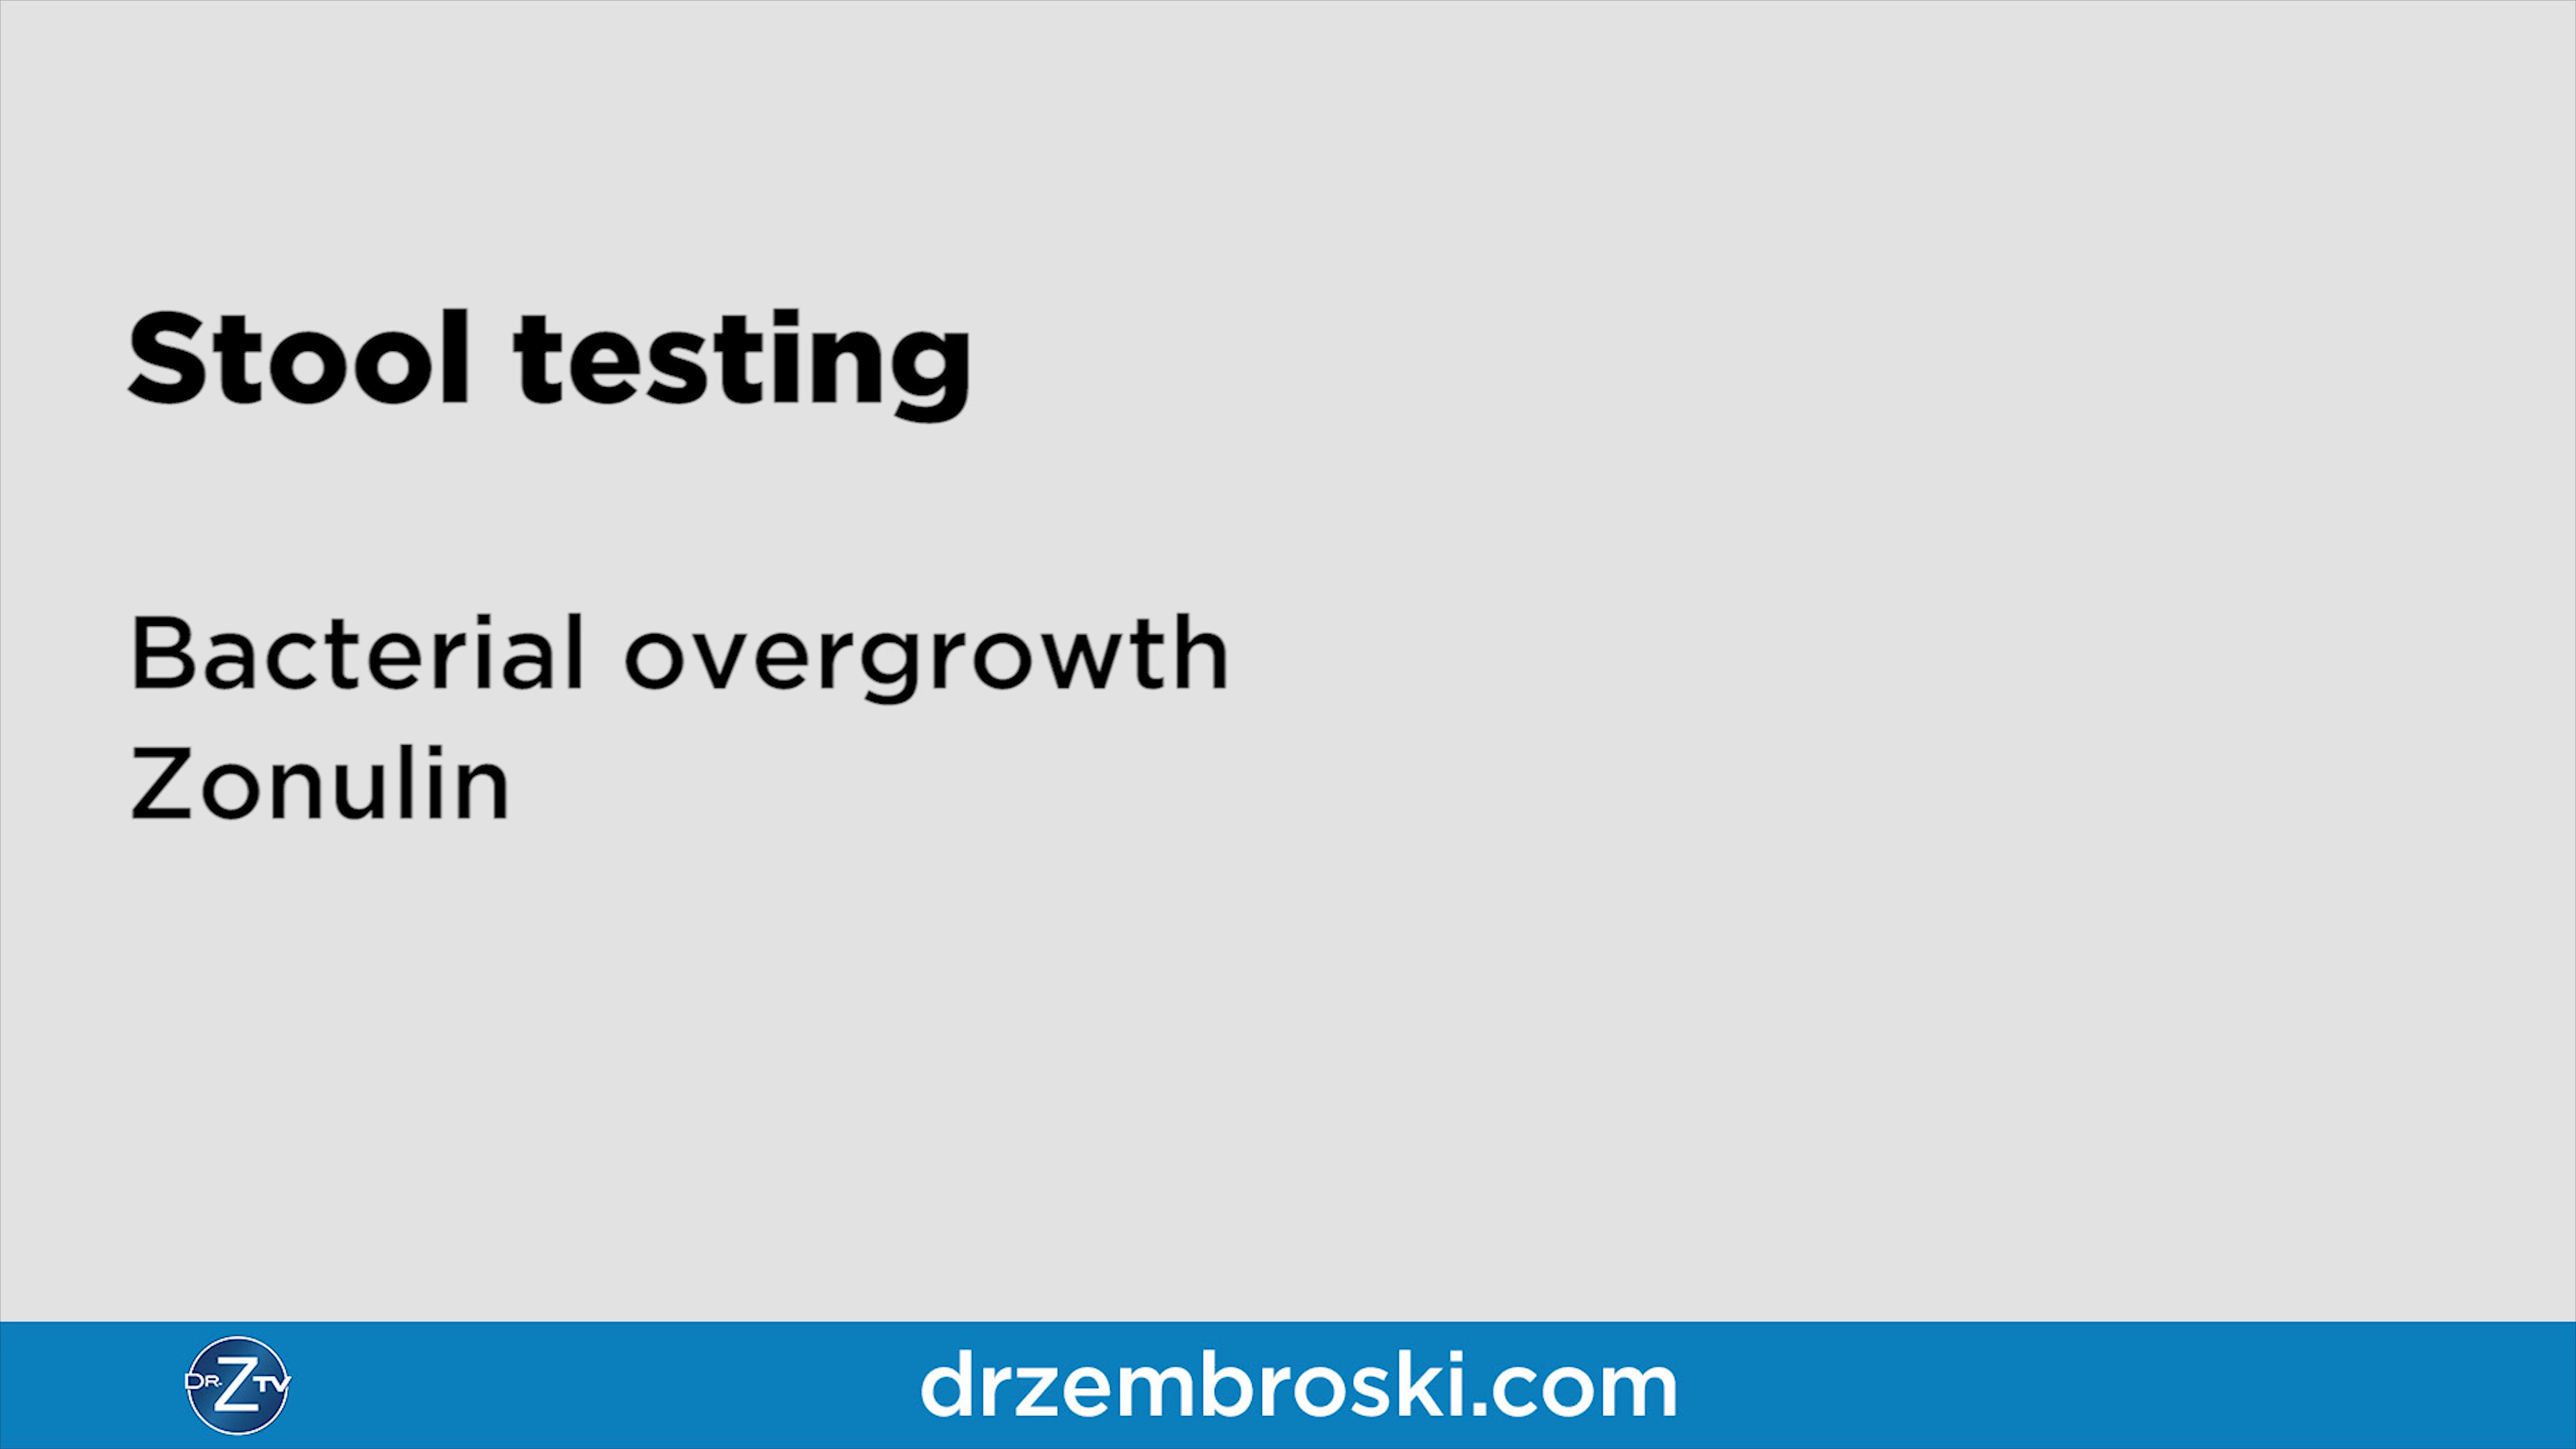 Stool testing
Bacterial overgrowth
Zonulin
DR. Z TV
drzembroski.com